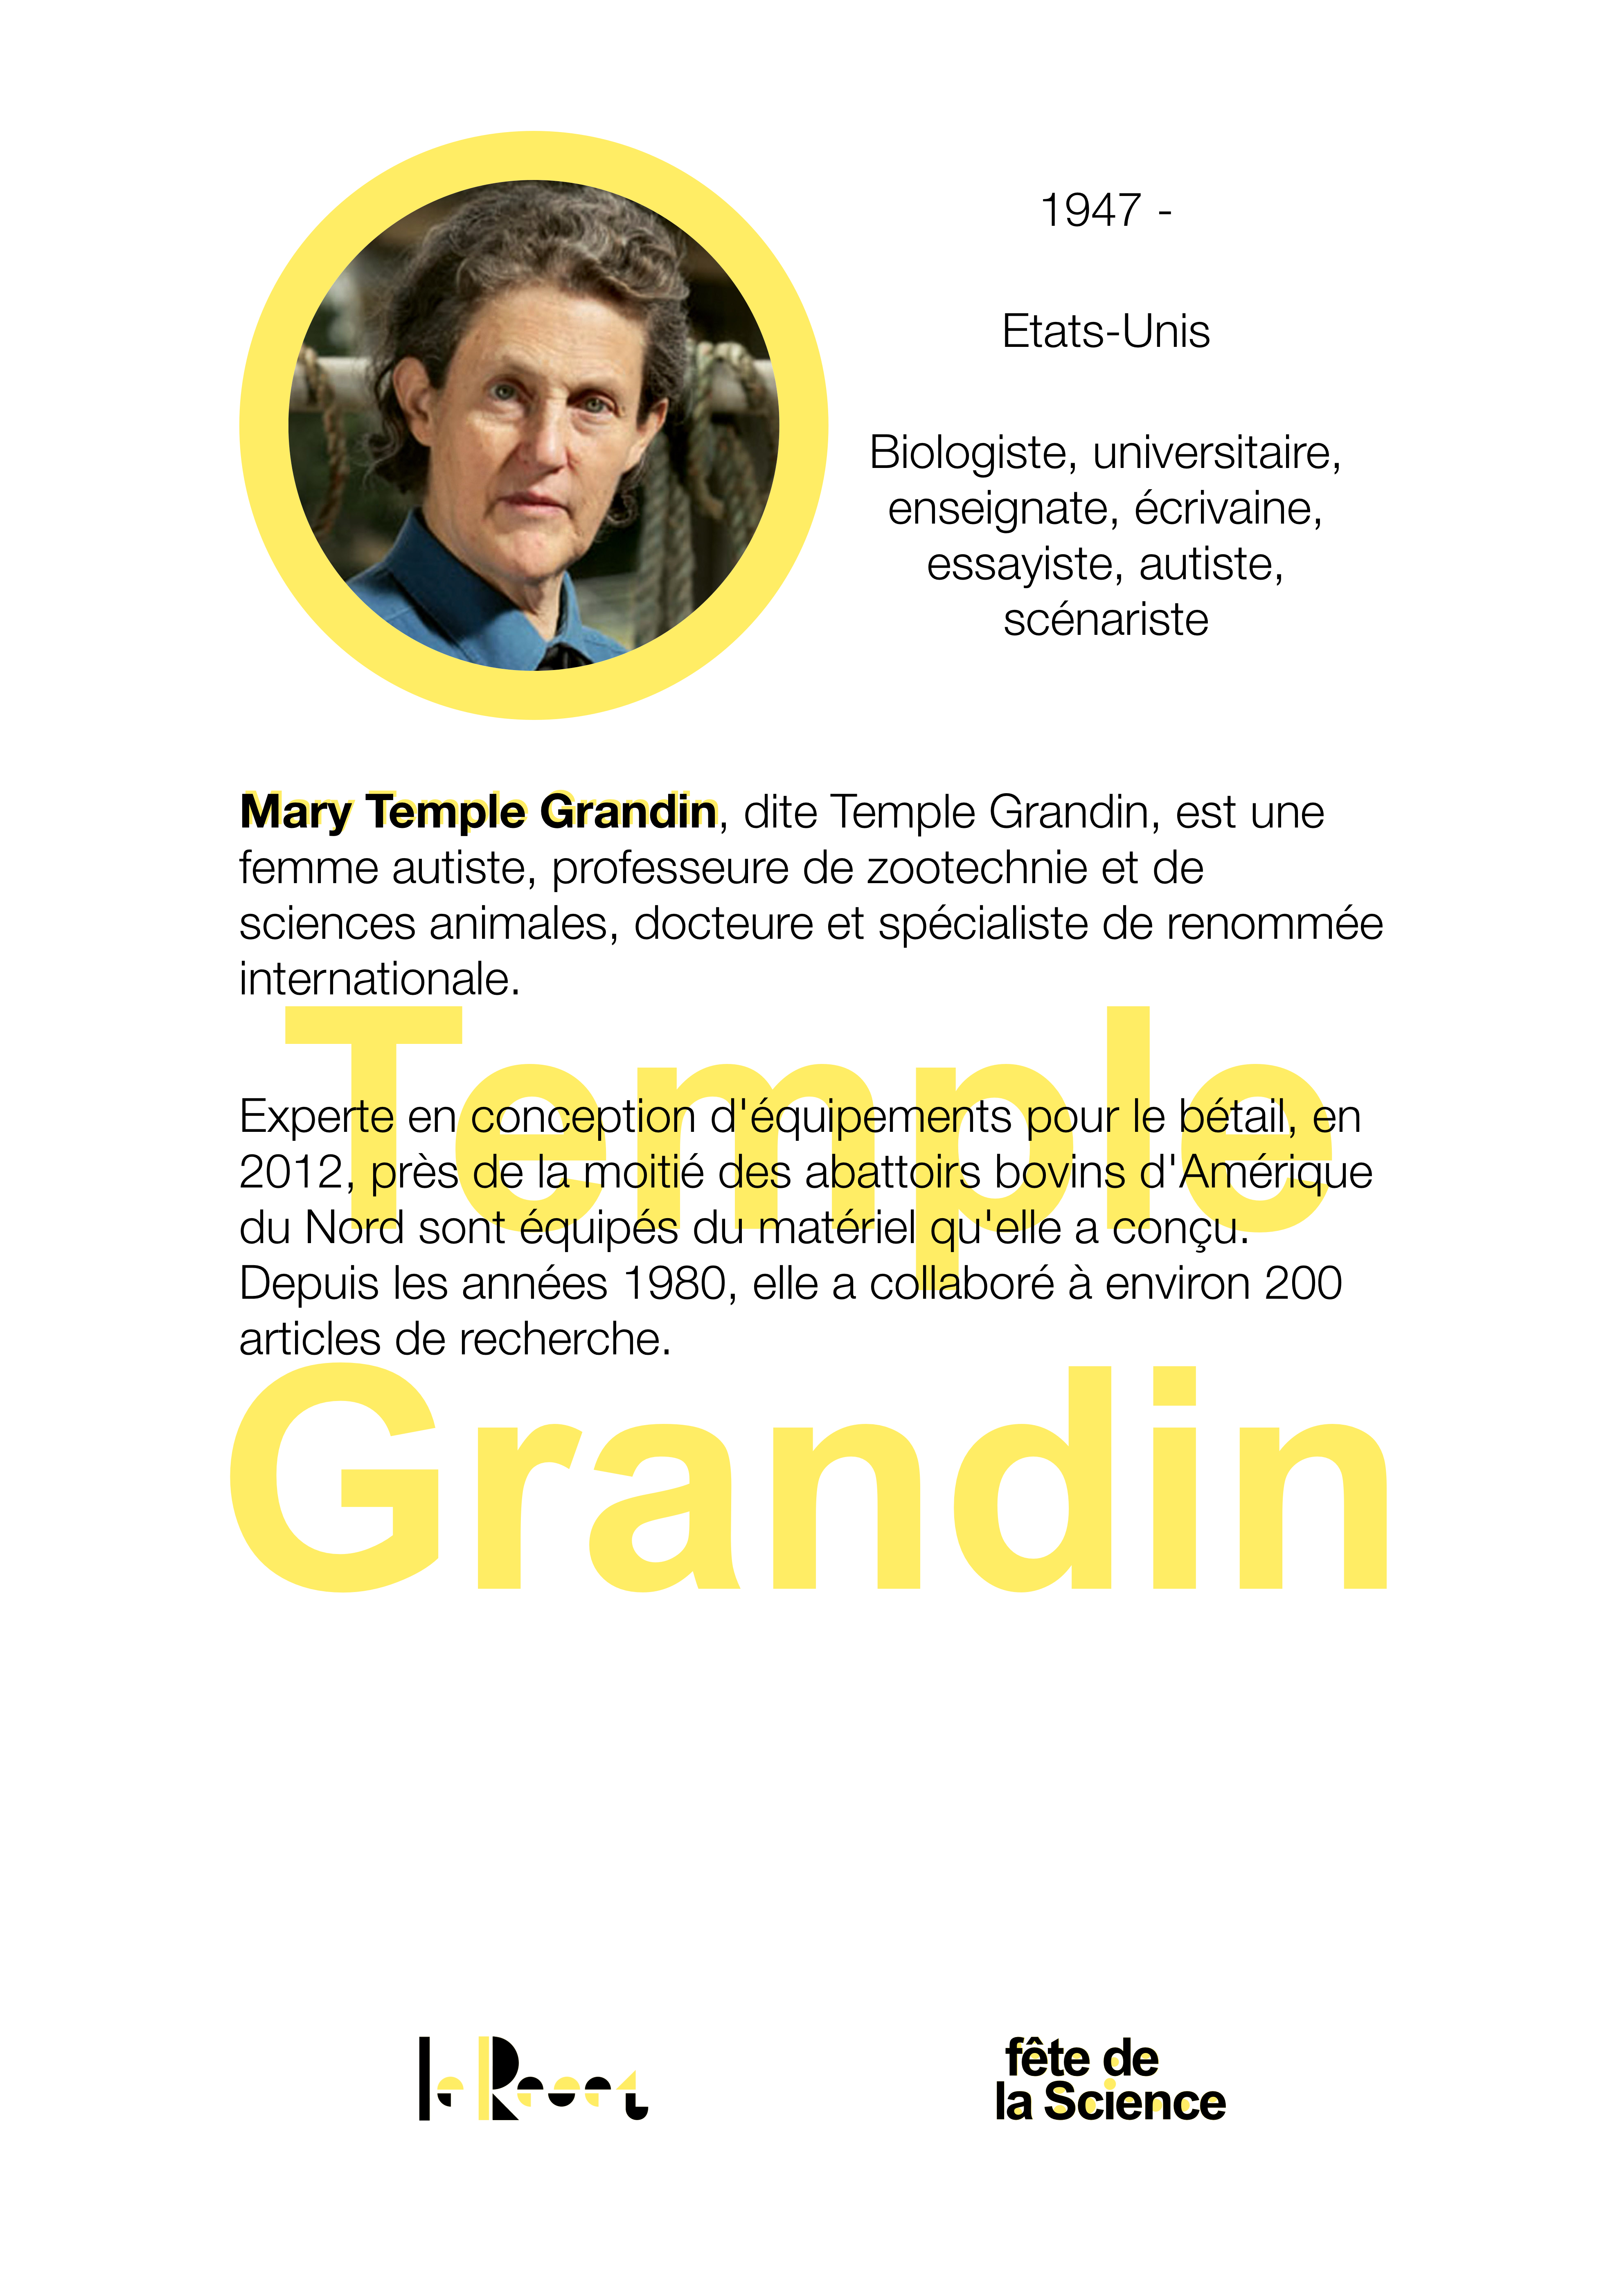 1947 -
Etats-Unis
Biologiste, universitaire,
enseignate, écrivaine,
essayiste, autiste,
scénariste
Mary Temple Grandin, dite Temple Grandin, est une
femme autiste, professeure de zootechnie et de
sciences animales, docteure et spécialiste de renommée
internationale.
Temple
Experte en conception d'équipements pour le bétail, en
2012, près de la moitié des abattoirs bovins d'Amérique
du Nord sont équipés du matériel qu'elle a conçu.
Depuis les années 1980, elle a collaboré à environ 200
articles de recherche.
Grandin
le Reset
fête de
la Science